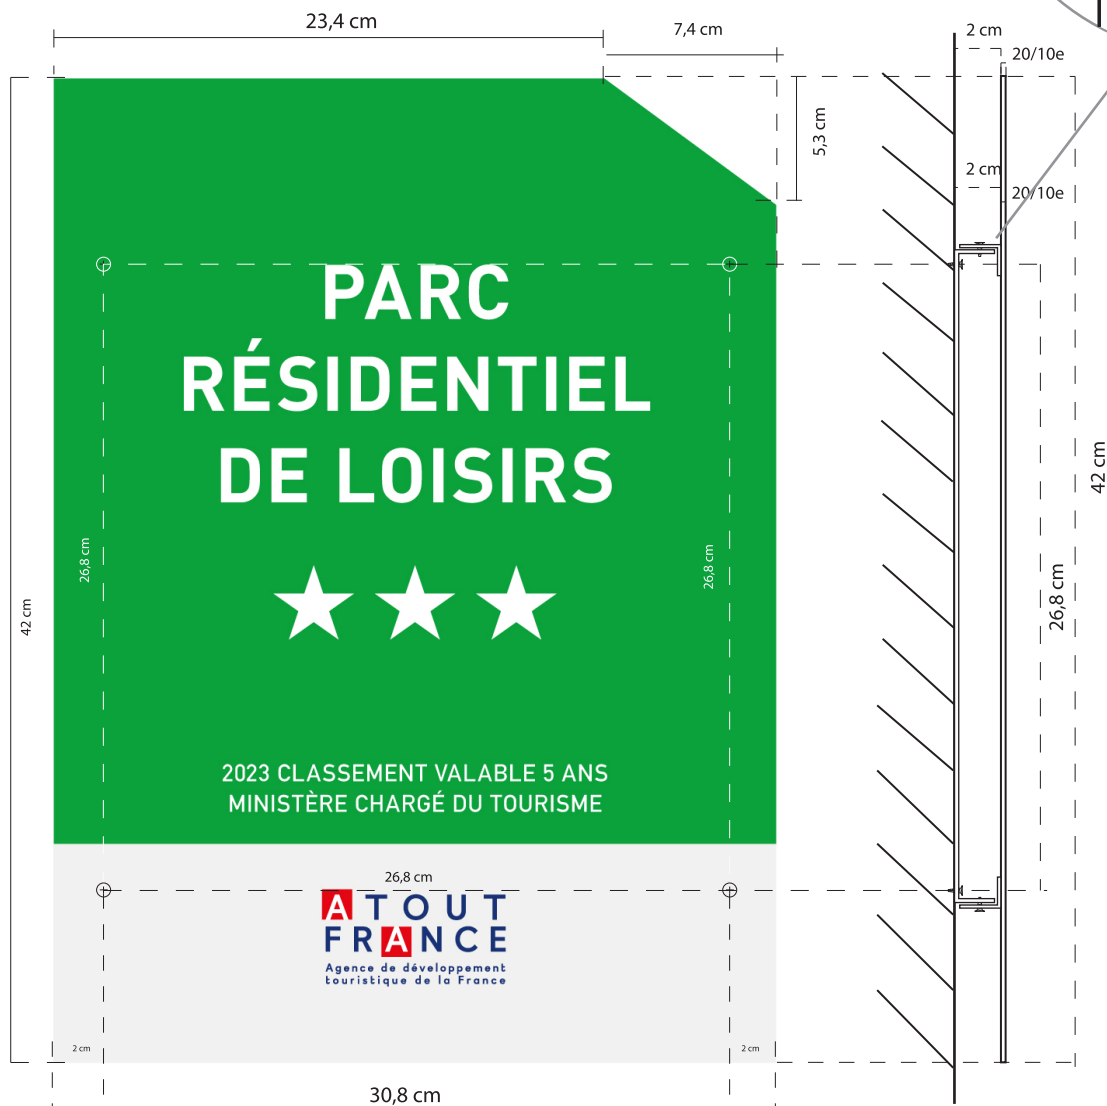 23,4 cm
7,4 cm
2 cm
20/10e
5,3 cm
2 cm
20/10e
PARC
RÉSIDENTIEL
DE LOISIRS
26,8 cm
26,8 cm
42 cm
42 cm
26,8 cm
2023 CLASSEMENT VALABLE 5 ANS
MINISTÈRE CHARGÉ DU TOURISME
26,8 cm
ATOUT
FRANCE
Agence de développement
touristique de la France
2 cm
2 cm
30,8 cm